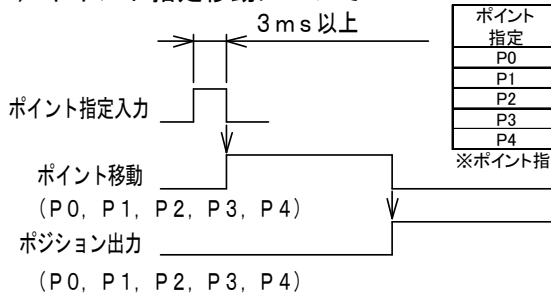 3ms以上
ポイント指定入力
ポイント移動
(P0, P1, P2, P3, P4)
ポジション出力
(P0, P1, P2, P3, P4)
ポイント
指定
P0
P1
P2
P3
P4
※ポイント指